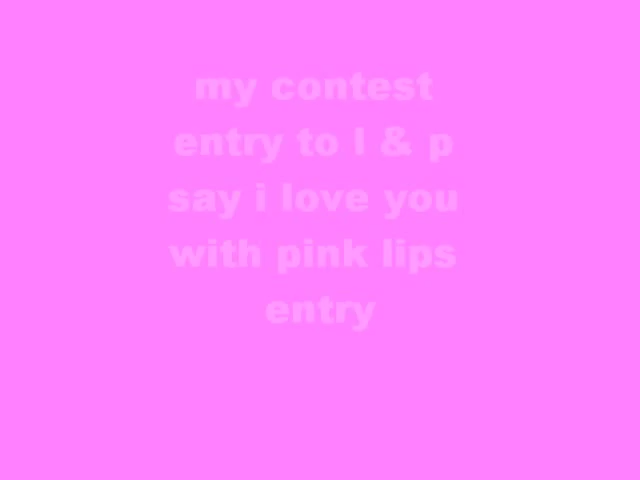 my contest
entry to l & p
say i love you
with pink lips
entry